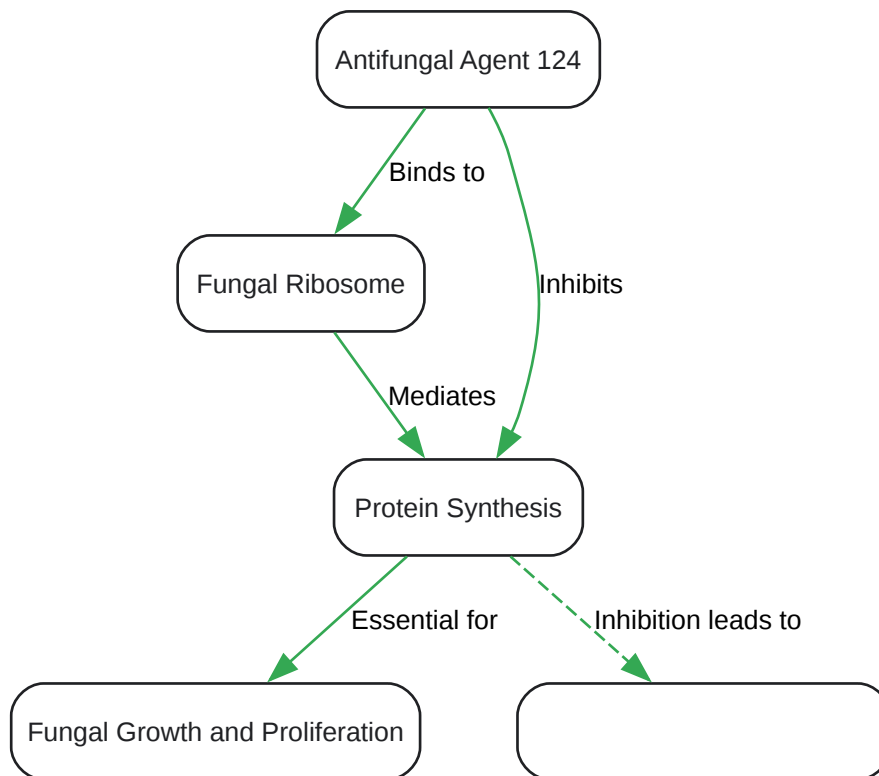 Antifungal Agent 124
Binds to
Inhibits
Fungal Ribosome
Mediates
Protein Synthesis
Essential for
Inhibition leads to
Fungal Growth and Proliferation